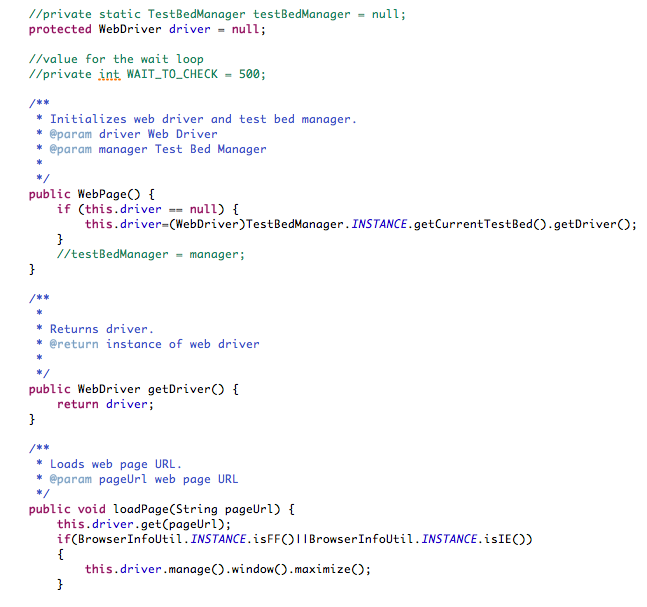 //private static TestBedManager testBedManager = null;
protected WebDriver driver = null;
//value for the wait loop
//private int WAIT_TO_CHECK = 500;
/**
 * Initializes web driver and test bed manager.
 * @param driver Web Driver
 * @param manager Test Bed Manager
 *
 */
public WebPage() {
    if (this.driver == null) {
        this.driver=(WebDriver)TestBedManager.INSTANCE.getCurrentTestBed().getDriver();
    }
    //testBedManager = manager;
}
/**
 *
 * Returns driver.
 * @return instance of web driver
 *
 */
public WebDriver getDriver() {
    return driver;
}
/**
 * Loads web page URL.
 * @param pageUrl web page URL
 */
public void loadPage(String pageUrl) {
    this.driver.get(pageUrl);
    if(BrowserInfoUtil.INSTANCE.isFF()||BrowserInfoUtil.INSTANCE.isIE())
    {
        this.driver.manage().window().maximize();
    }